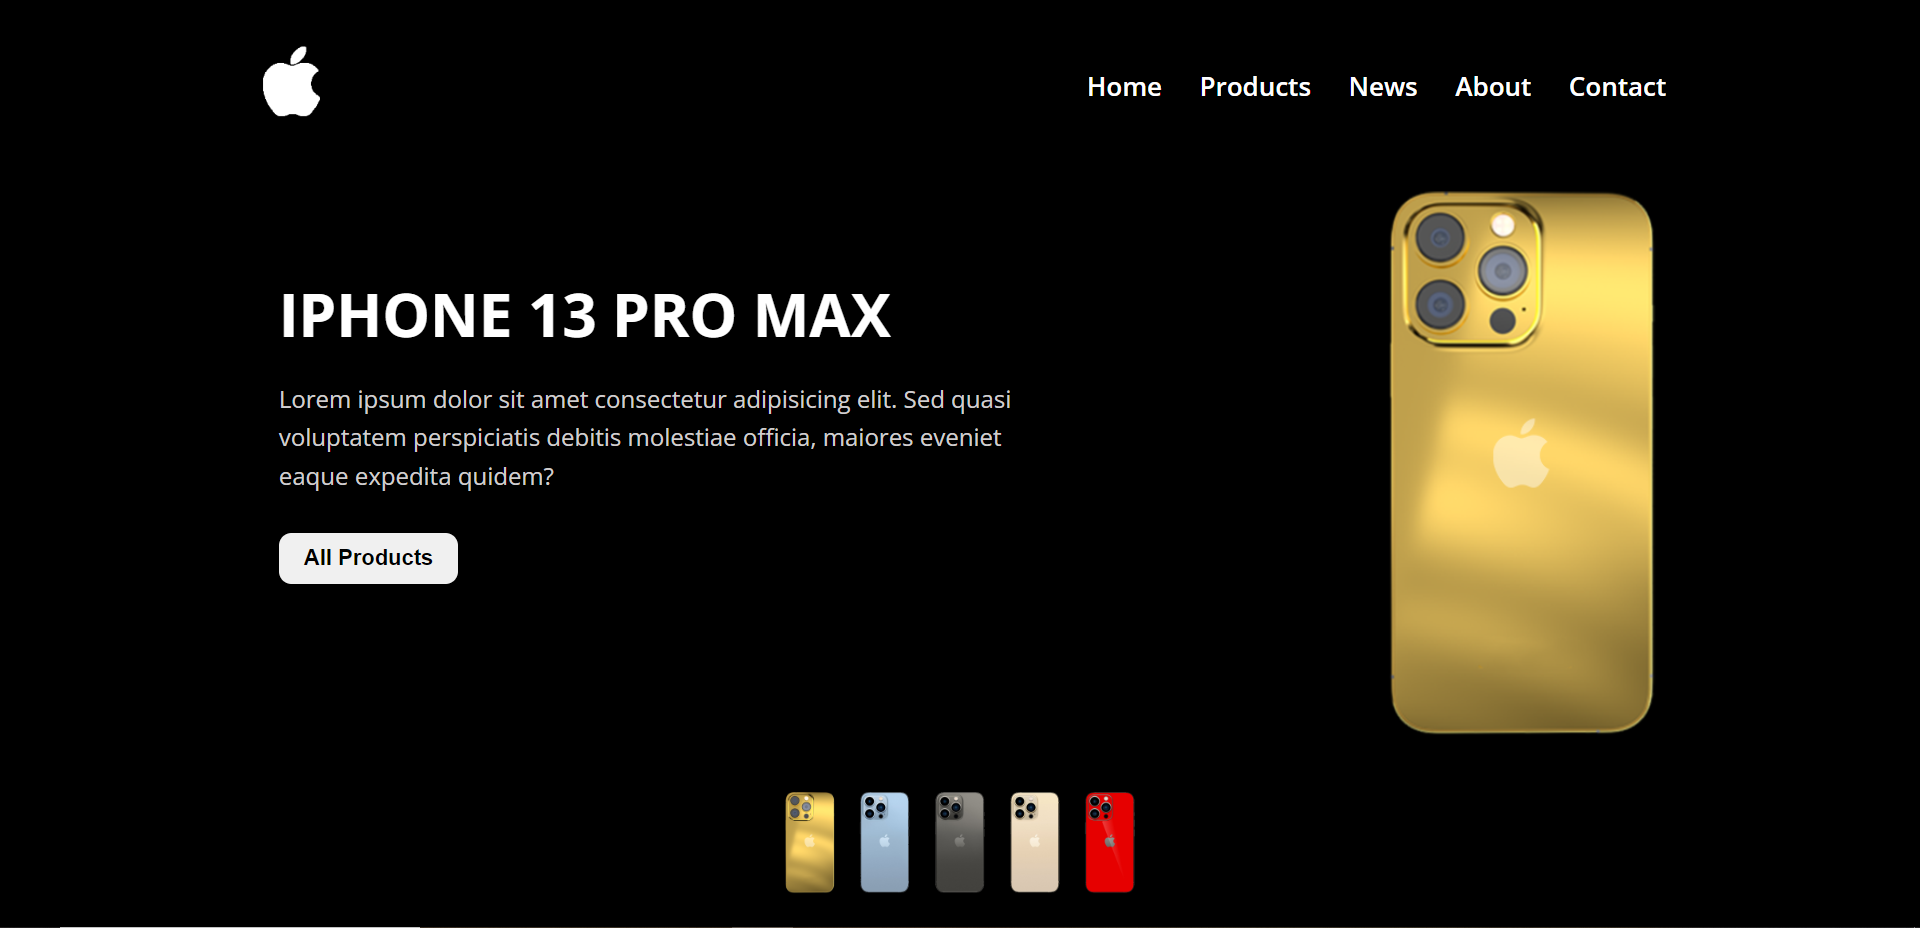 Home Products News About Contact
IPHONE 13 PRO MAX
Lorem ipsum dolor sit amet consectetur adipisicing elit. Sed quasi
voluptatem perspiciatis debitis molestiae officia, maiores eveniet
eaque expedita quidem?
All Products